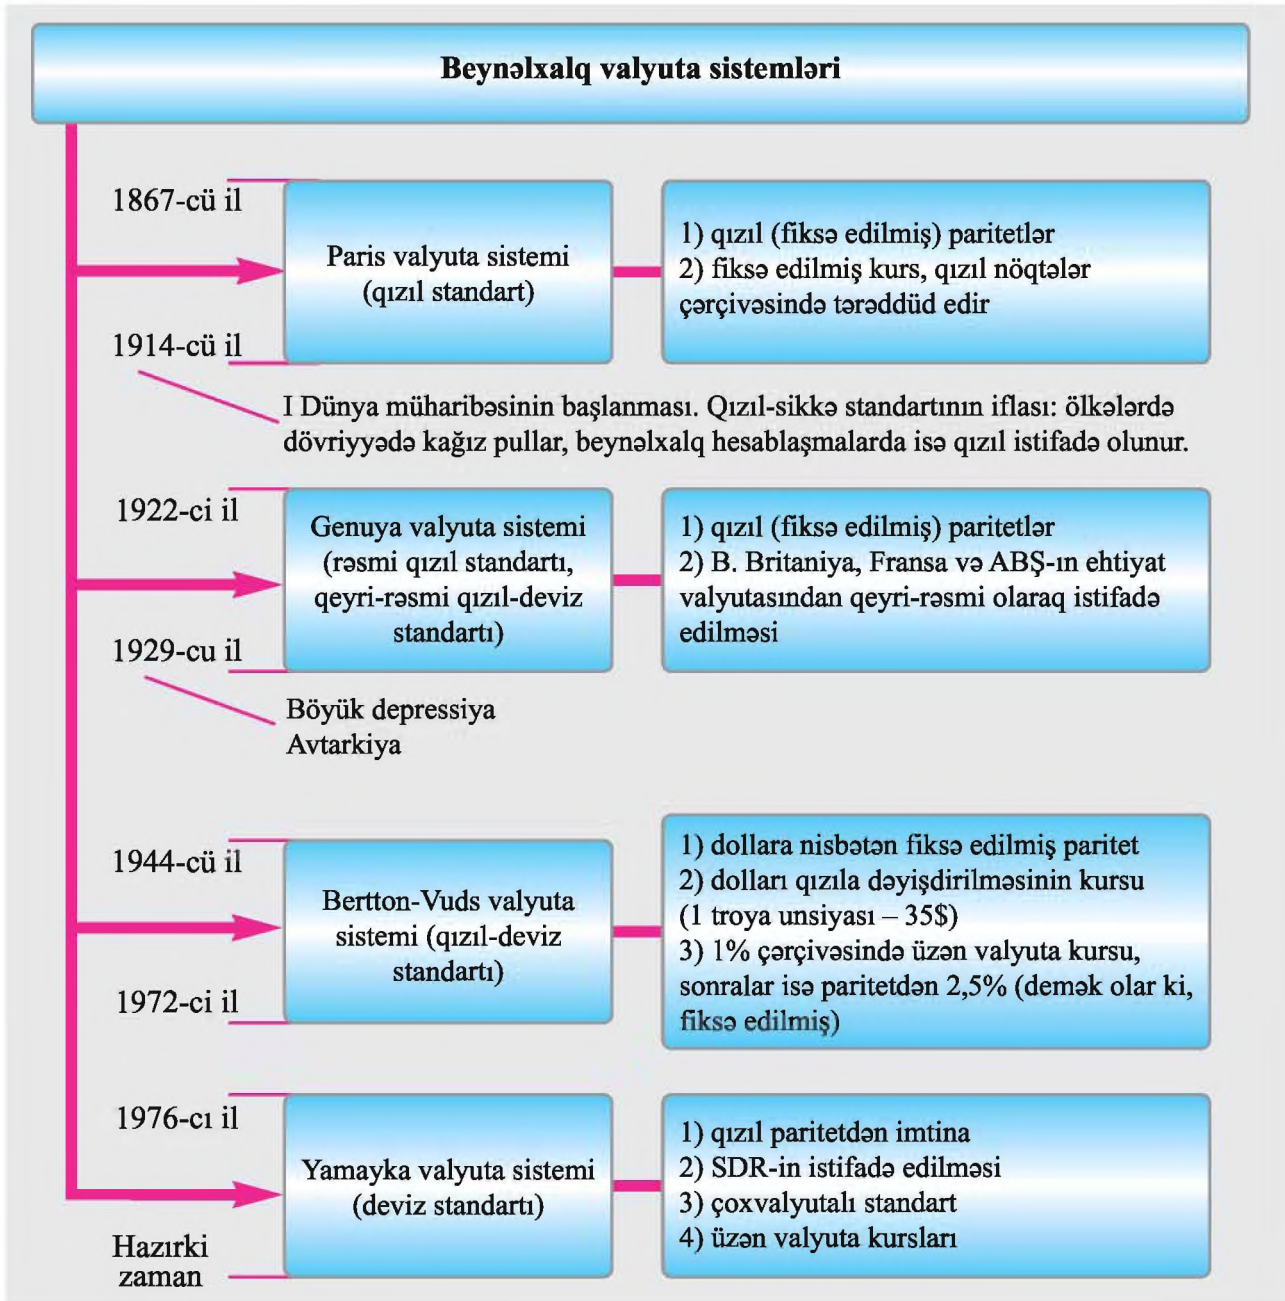 Beynəlxalq valyuta sistemləri
1867-cü il
1914-cü il
Paris valyuta sistemi
(qızıl standart)
1) qızıl (fiksə edilmiş) paritetlər
2) fiksə edilmiş kurs, qızıl nöqtələr
çərçivəsində tərəddüd edir
I Dünya müharibəsinin başlanması. Qızıl-sikkə standartının iflası: ölkələrdə
dövriyyədə kağız pullar, beynəlxalq hesablaşmalarda isə qızıl istifadə olunur.
1922-ci il
1929-cu il
Genuya valyuta sistemi
(rəsmi qızıl standartı,
qeyri-rəsmi qızıl-deviz
standartı)
1) qızıl (fiksə edilmiş) paritetlər
2) B. Britaniya, Fransa və ABŞ-ın ehtiyat
valyutasından qeyri-rəsmi olaraq istifadə
edilməsi
Böyük depressiya
Avtarkiya
1944-cü il
1972-ci il
Bertton-Vuds valyuta
sistemi (qızıl-deviz
standartı)
1) dollara nisbətən fiksə edilmiş paritet
2) dolları qızıla dəyişdirilməsinin kursu
(1 troya unsiyası – 35$)
3) 1% çərçivəsində üzən valyuta kursu,
sonralar isə paritetdən 2,5% (demək olar ki,
fiksə edilmiş)
1976-cı il
Hazırki
zaman
Yamayka valyuta sistemi
(deviz standartı)
1) qızıl paritetdən imtina
2) SDR-in istifadə edilməsi
3) çoxvalyutalı standart
4) üzən valyuta kursları